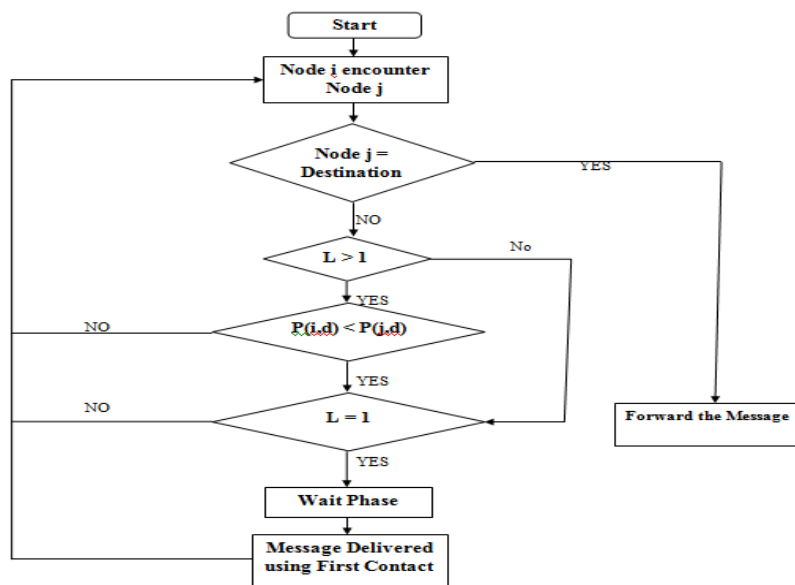 Start
Node i encounter
Node j
Node j =
Destination
YES
NO
L > 1
No
YES
P(i,d) < P(j,d)
NO
YES
L = 1
NO
Forward the Message
YES
Wait Phase
Message Delivered
using First Contact